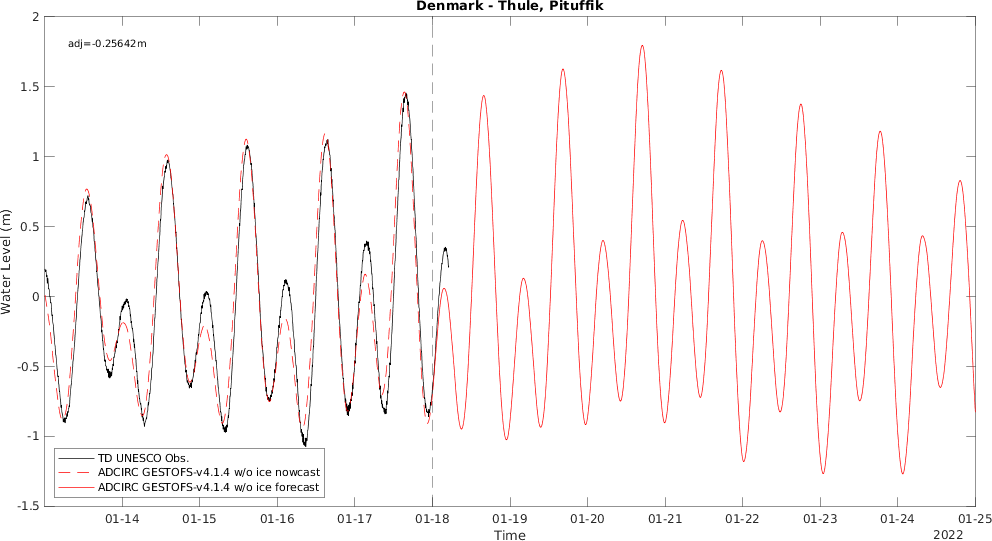 Denmark - Thule, Pituffik
adj=-0.25642m
Water Level (m)
2
1.5
1
0.5
0
-0.5
-1
-1.5
TD UNESCO Obs.
ADCIRC GESTOFS-v4.1.4 w/o ice nowcast
ADCIRC GESTOFS-v4.1.4 w/o ice forecast
01-14 01-15 01-16 01-17 01-18 01-19 01-20 01-21 01-22 01-23 01-24 01-25
Time
2022